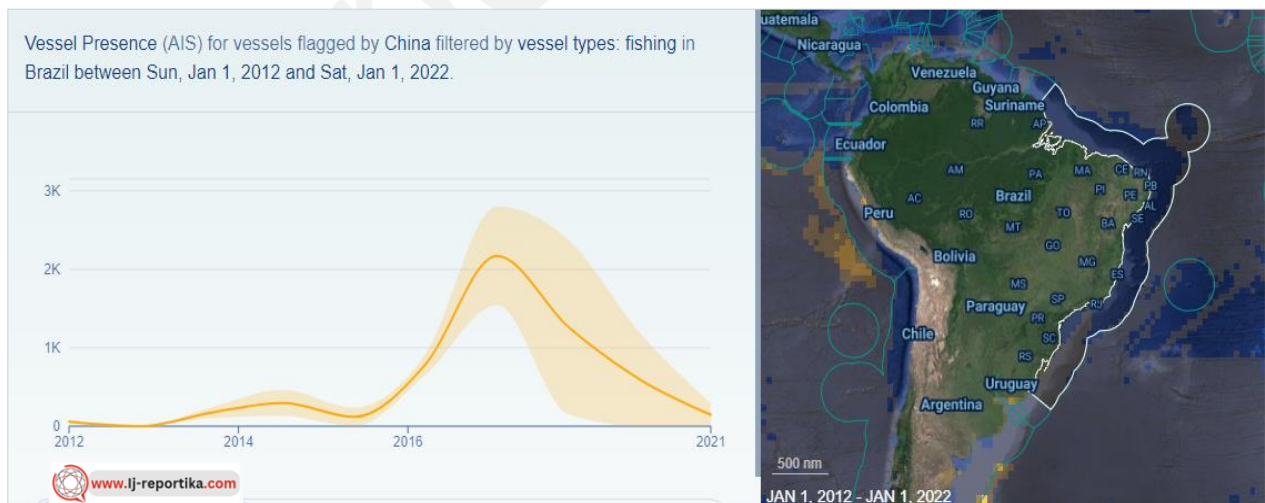 Vessel Presence (AIS) for vessels flagged by China filtered by vessel types: fishing in
Brazil between Sun, Jan 1, 2012 and Sat, Jan 1, 2022.
3K
2K
1K
0
2012
2014
2016
2021
www.lj-reportika.com
uatemala
Nicaragua
Venezuela
Guyana
Colombia
Suriname
RR
AP
Ecuador
AM
PA
MA
CE
RN
PB
PI
PE
AL
AC
Brazil
SE
Peru
RO
TO
BA
MT
GO
Bolivia
MG
ES
MS
SP
RJ
Paraguay
PR
Chile
SC
RS
Uruguay
Argentina
500 nm
JAN 1, 2012 - JAN 1, 2022